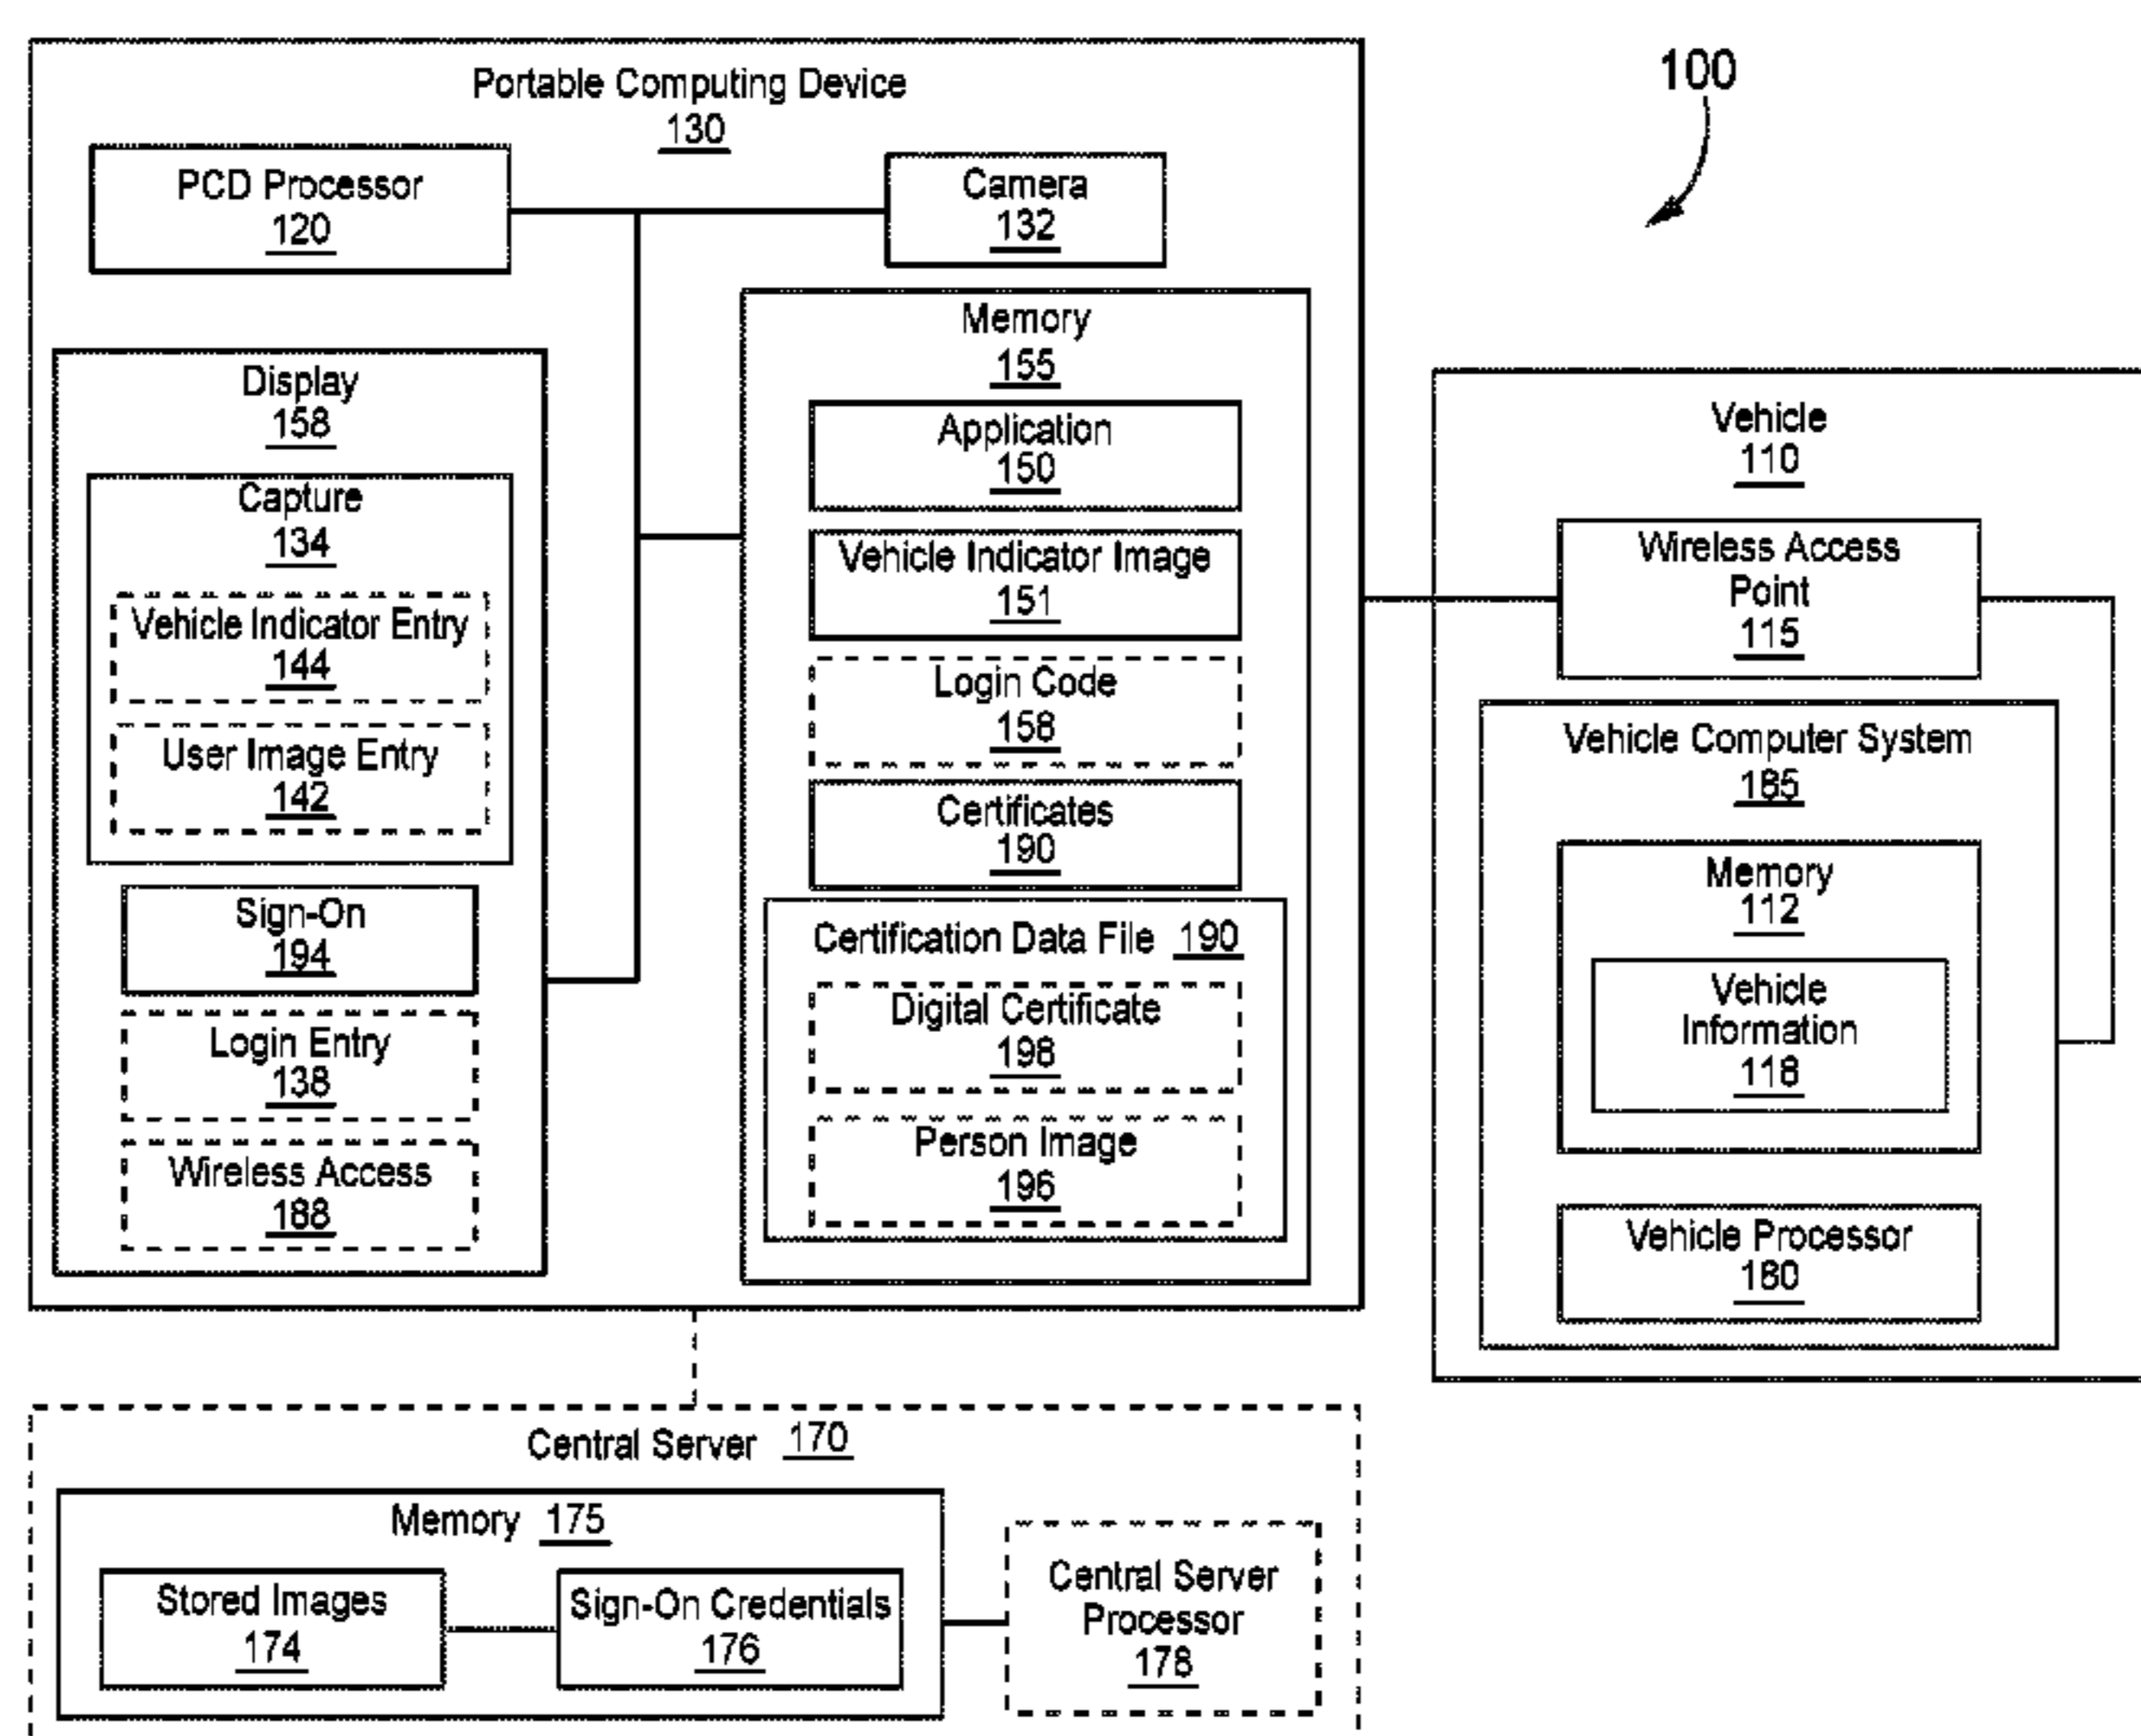 100
Portable Computing Device
130
PCD Processor
120
Camera
132
Display
158
Capture
134
Vehicle Indicator Entry
144
User Image Entry
142
Sign-On
194
Login Entry
138
Wireless Access
188
Memory
155
Application
150
Vehicle Indicator Image
151
Login Code
158
Certificates
190
Certification Data File 190
Digital Certificate
198
Person Image
196
Vehicle
110
Wireless Access
Point
115
Vehicle Computer System
185
Memory
112
Vehicle
Information
118
Vehicle Processor
180
Central Server 170
Memory 175
Stored Images
174
Sign-On Credentials
176
Central Server
Processor
178